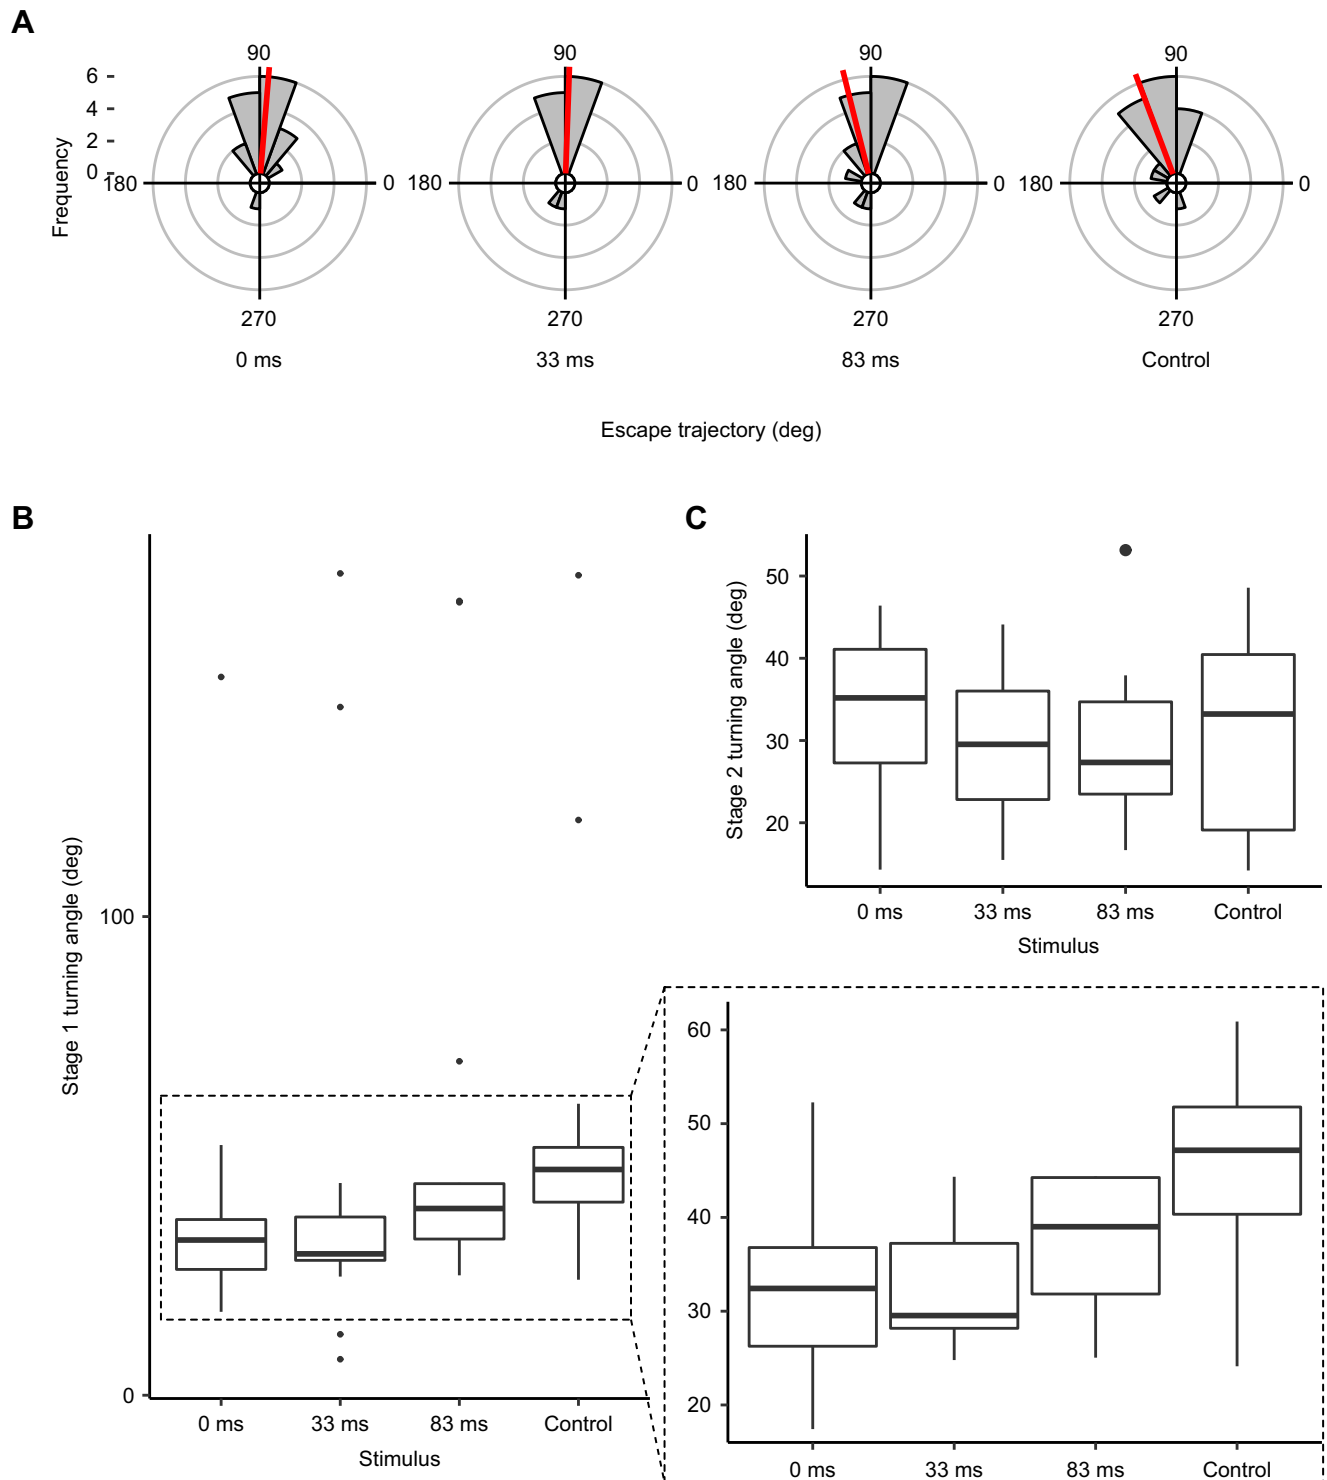 A
90 90 90 90
6
4
2
0
Frequency
180 0 180 0 180 0 180 0
270 270 270 270
0 ms 33 ms 83 ms Control
Escape trajectory (deg)
B
Stage 1 turning angle (deg)
100
0
0 ms 33 ms 83 ms Control
Stimulus
C
Stage 2 turning angle (deg)
50
40
30
20
0 ms 33 ms 83 ms Control
Stimulus
60
50
40
30
20
0 ms 33 ms 83 ms Control